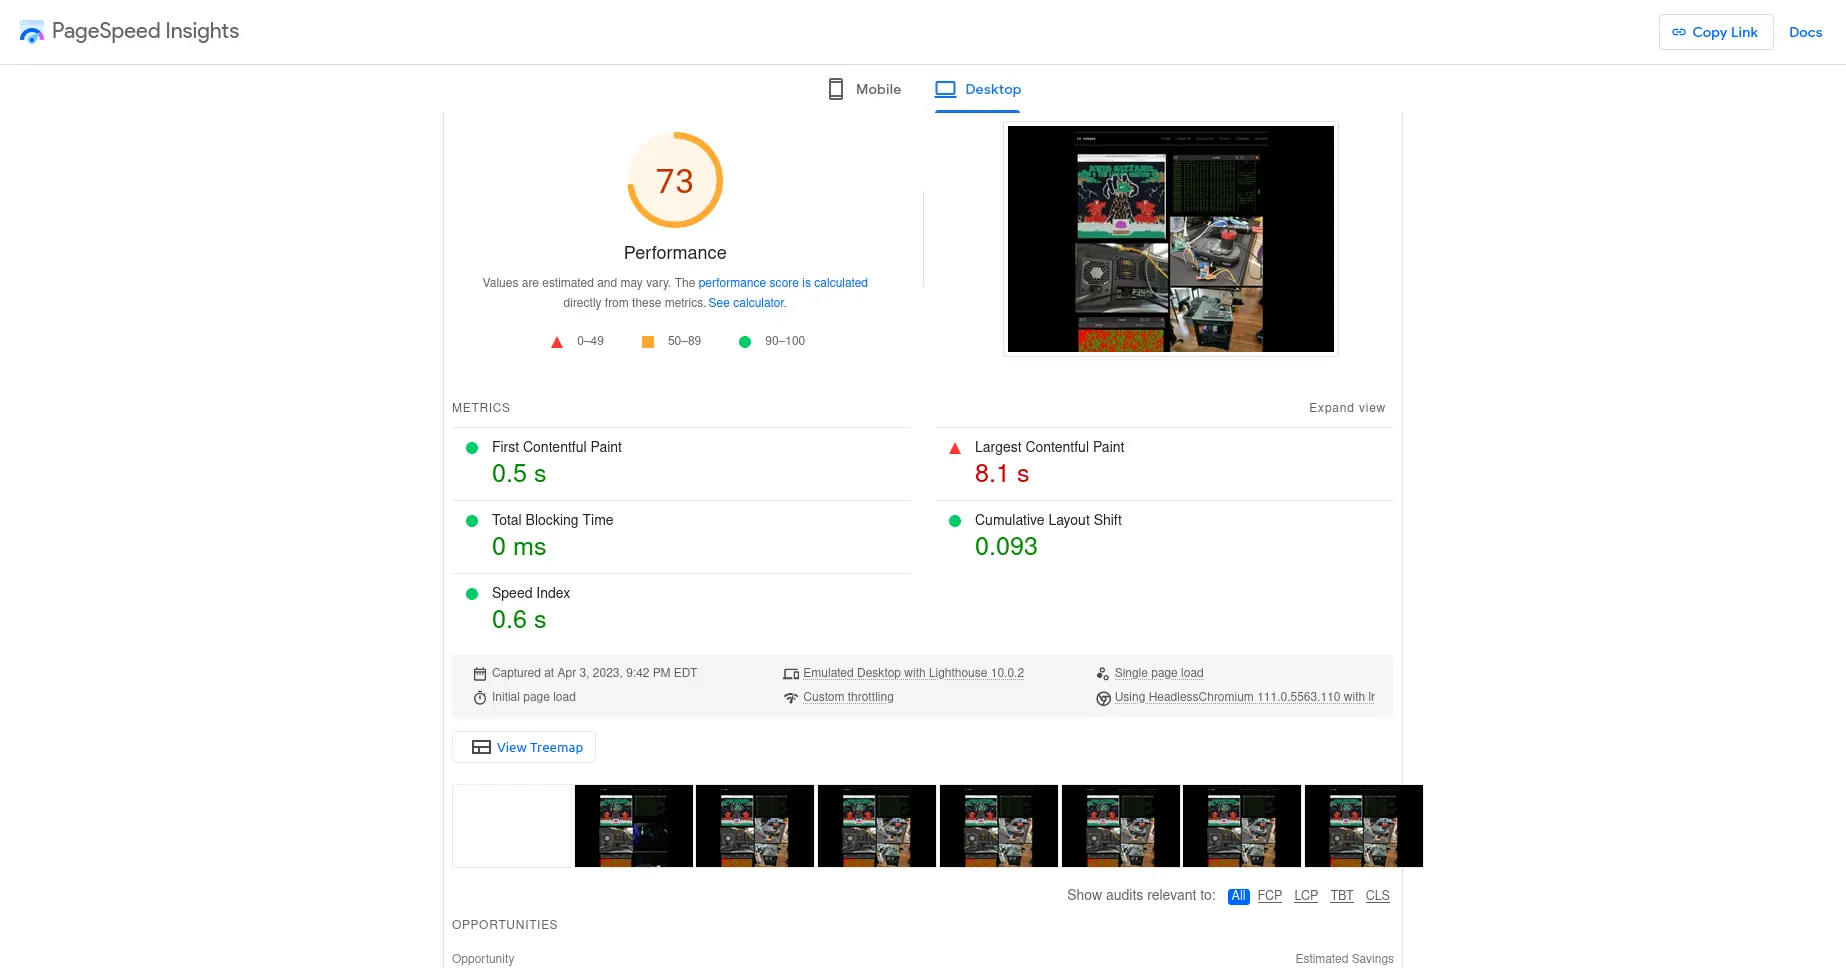 PageSpeed Insights
Copy Link
Docs
Mobile
Desktop
73
Performance
Values are estimated and may vary. The performance score is calculated
directly from these metrics. See calculator.
0–49
50–89
90–100
METRICS
Expand view
First Contentful Paint
0.5 s
Largest Contentful Paint
8.1 s
Total Blocking Time
0 ms
Cumulative Layout Shift
0.093
Speed Index
0.6 s
Captured at Apr 3, 2023, 9:42 PM EDT
Emulated Desktop with Lighthouse 10.0.2
Single page load
Initial page load
Custom throttling
Using HeadlessChromium 111.0.5563.110 with lr
View Treemap
Show audits relevant to: All FCP LCP TBT CLS
OPPORTUNITIES
Opportunity
Estimated Savings